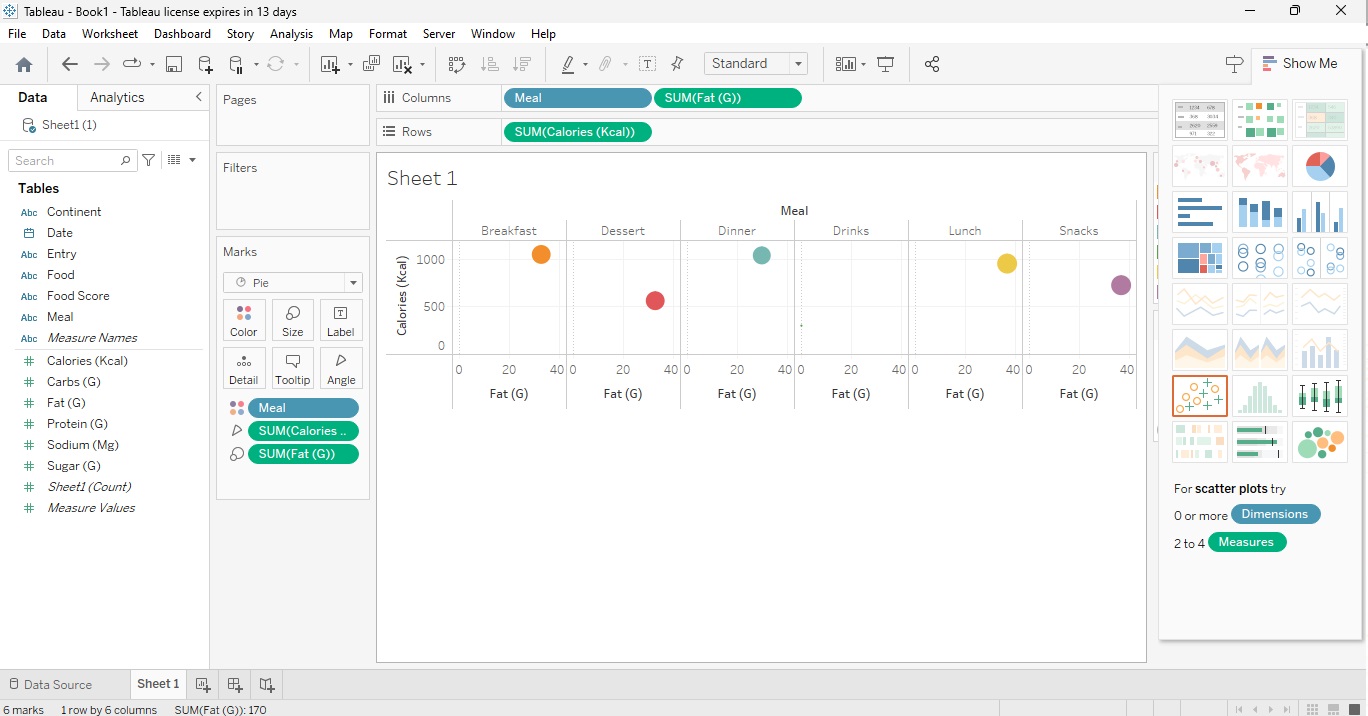 Tableau - Book1 - Tableau license expires in 13 days
File Data Worksheet Dashboard Story Analysis Map Format Server Window Help
Standard
Show Me
Data Analytics
Sheet1 (1)
Search
Tables
Abc Continent
Date
Abc Entry
Abc Food
Abc Food Score
Abc Meal
Abc Measure Names
Calories (Kcal)
Carbs (G)
Fat (G)
Protein (G)
Sodium (Mg)
Sugar (G)
Sheet1 (Count)
Measure Values
Pages
Filters
Marks
Pie
Color Size Label
Detail Tooltip Angle
Meal
SUM(Calories ..
SUM(Fat (G))
Columns Meal SUM(Fat (G))
Rows SUM(Calories (Kcal))
Sheet 1
Meal
Breakfast Dessert Dinner Drinks Lunch Snacks
Calories (Kcal)
1000
500
0
0 20 40 0 20 40 0 20 40 0 20 40 0 20 40 0 20 40
Fat (G) Fat (G) Fat (G) Fat (G) Fat (G) Fat (G)
For scatter plots try
0 or more Dimensions
2 to 4 Measures
Data Source Sheet 1
6 marks 1 row by 6 columns SUM(Fat (G)): 170